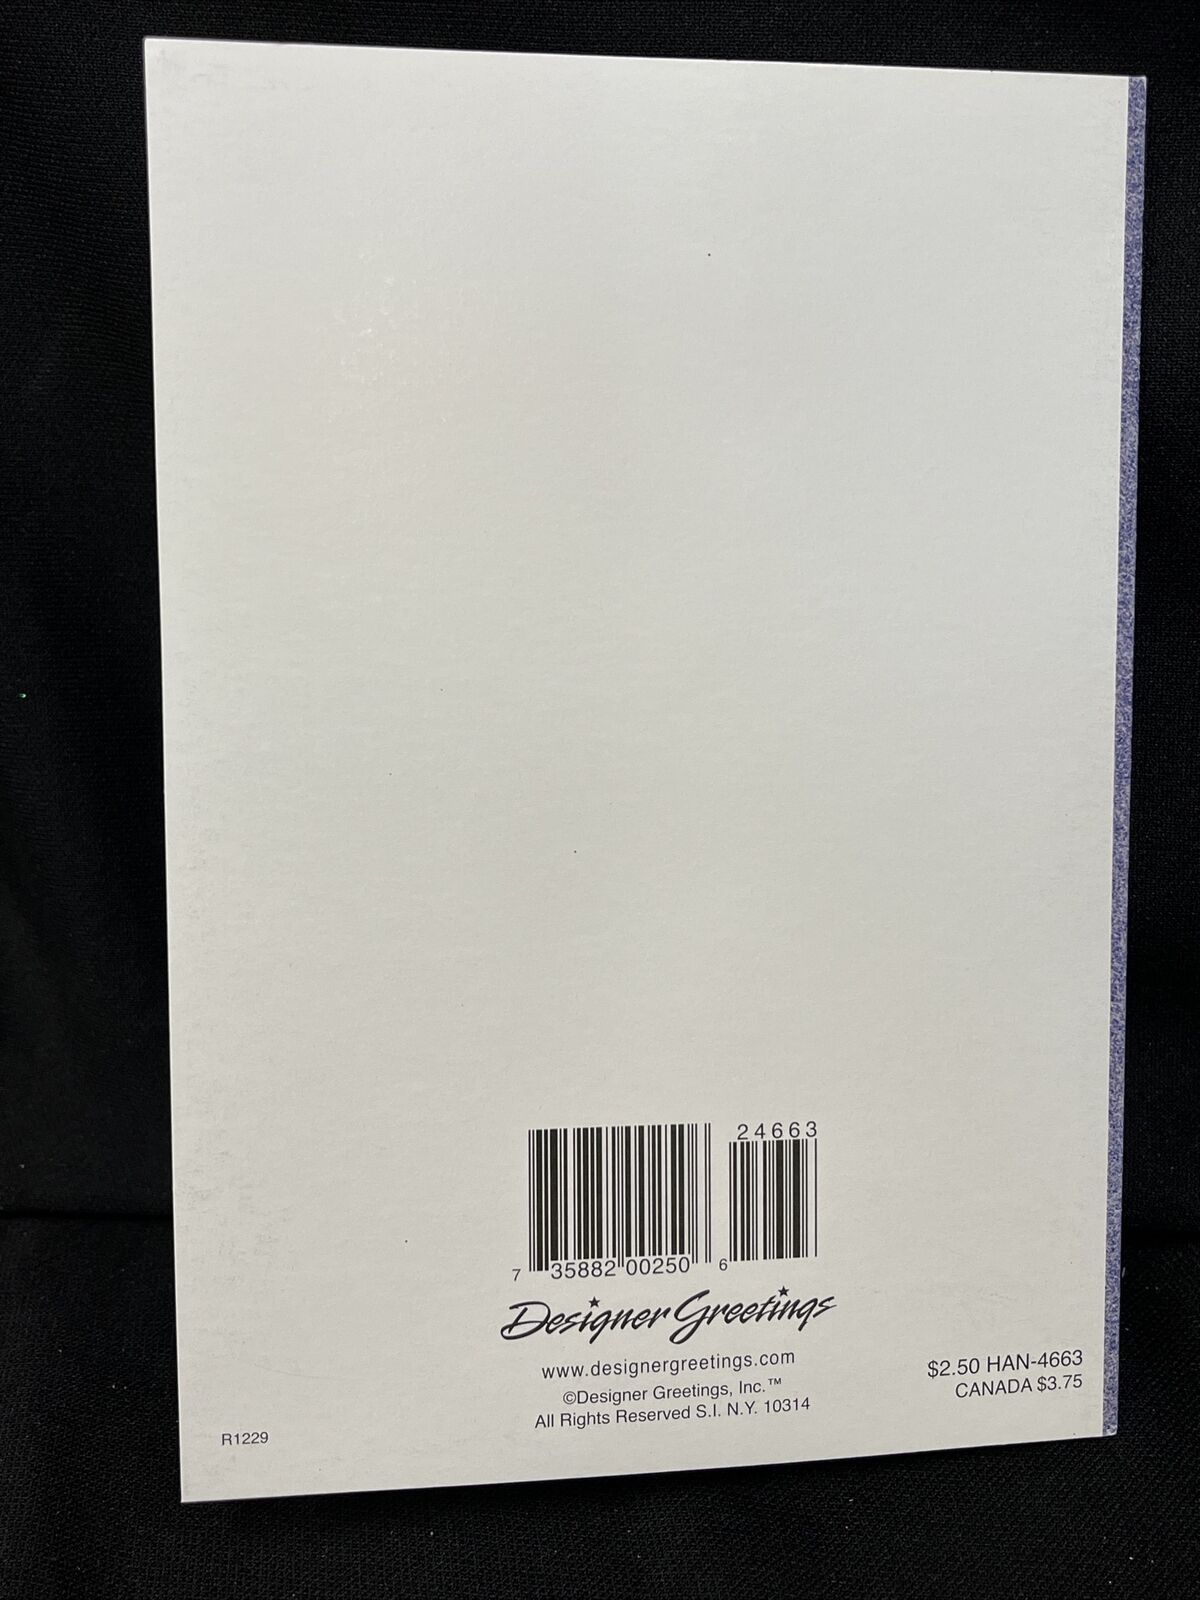 24663
7 35882 00250 6
Designer Greetings
www.designergreetings.com
©Designer Greetings, Inc.™
All Rights Reserved S.I. N.Y. 10314
$2.50 HAN-4663
CANADA $3.75
R1229